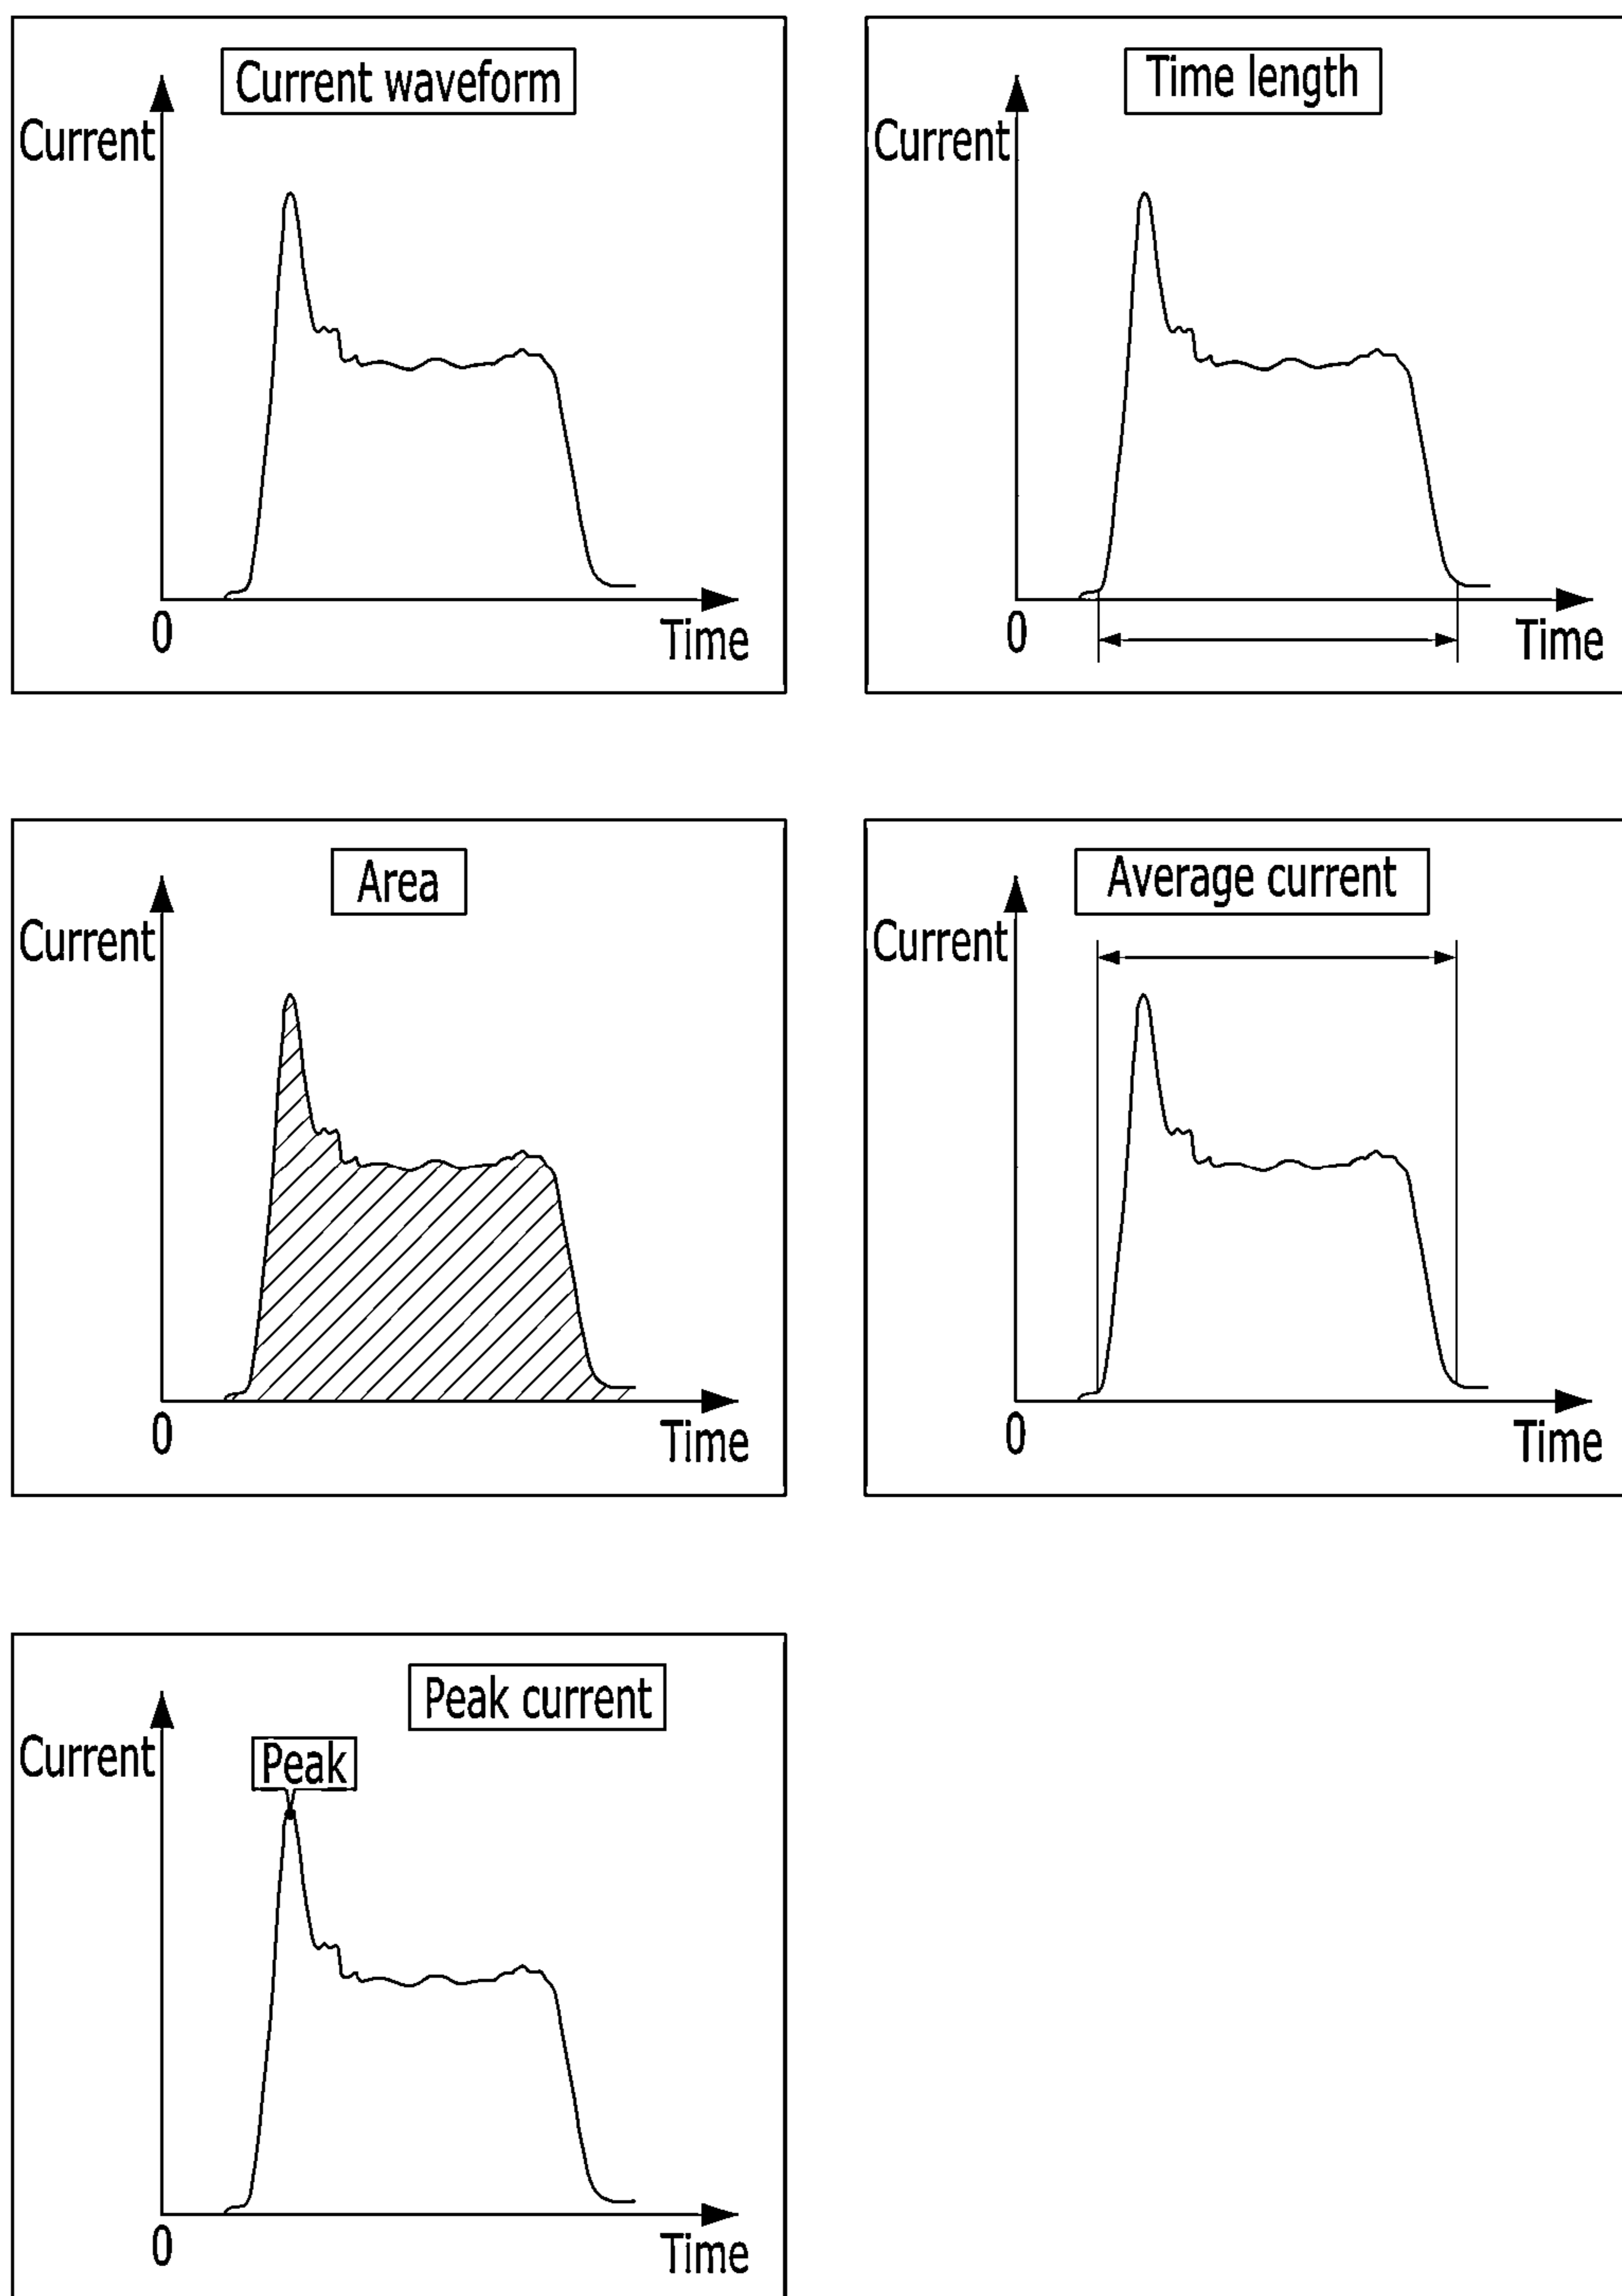 Current waveform
Current
0
Time
Time length
Current
0
Time
Area
Current
0
Time
Average current
Current
0
Time
Peak current
Current
Peak
0
Time